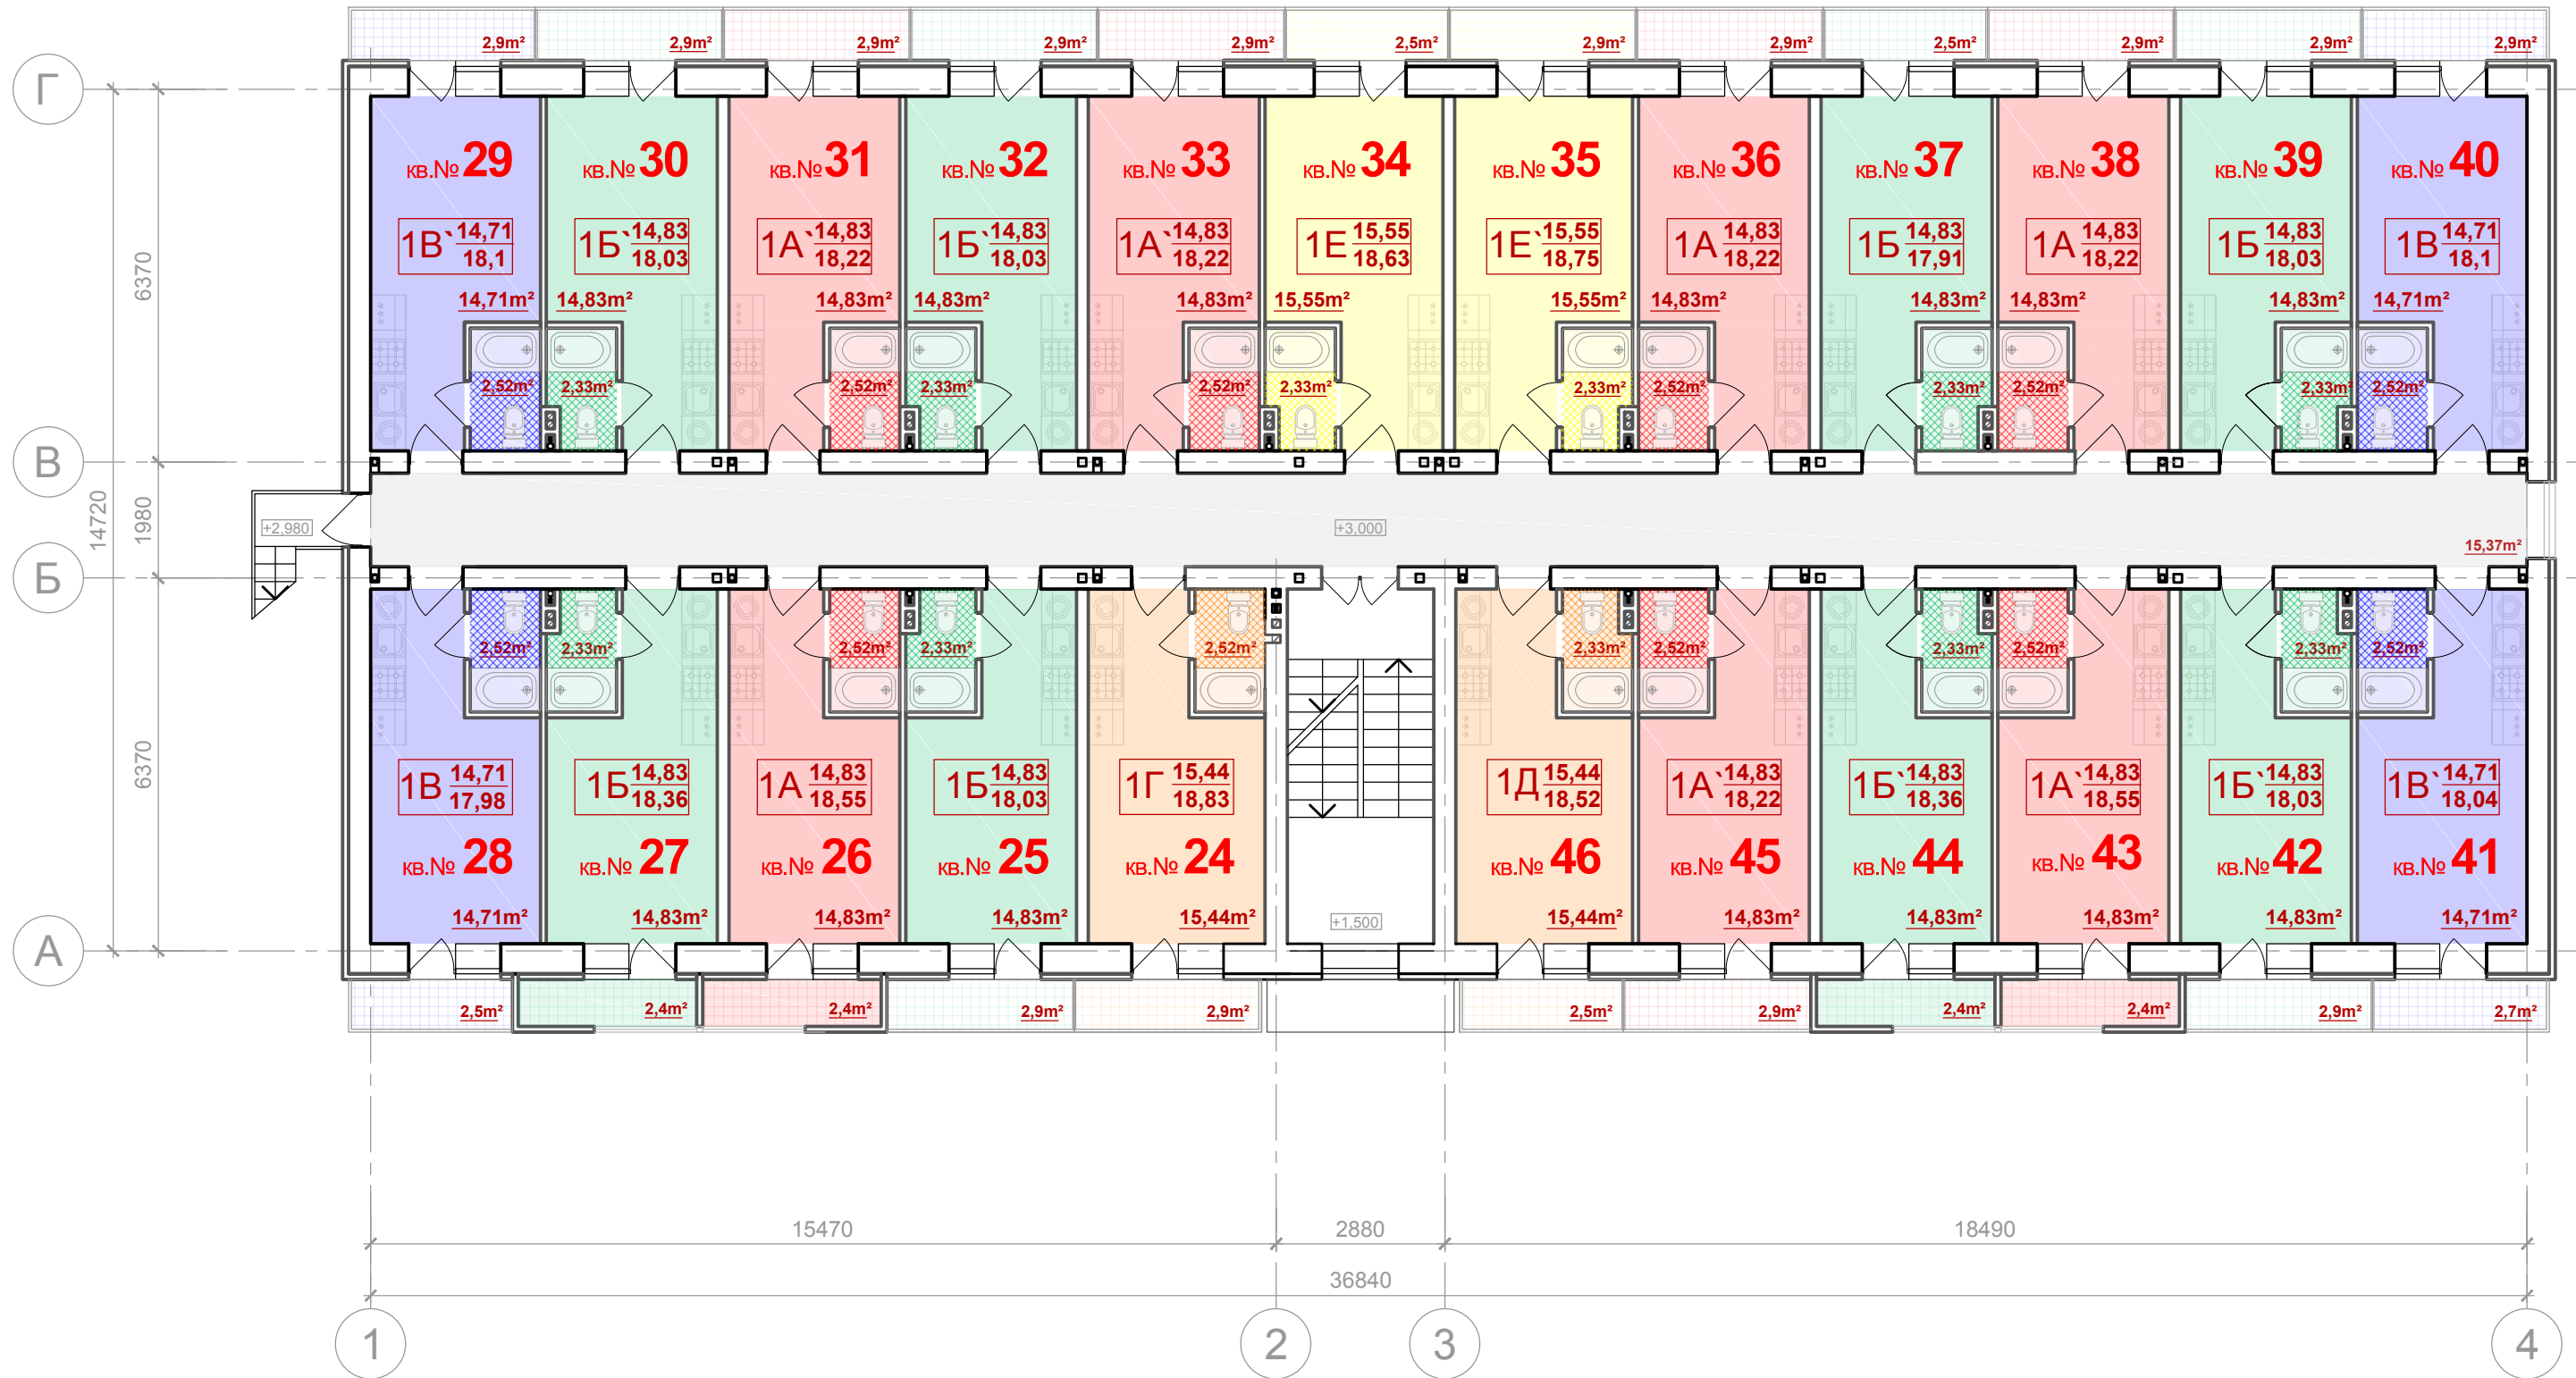 2,9m² 2,9m² 2,9m² 2,9m² 2,9m² 2,5m² 2,9m² 2,9m² 2,5m² 2,9m² 2,9m² 2,9m²
Г
кв.№ 29 кв.№ 30 кв.№ 31 кв.№ 32 кв.№ 33 кв.№ 34 кв.№ 35 кв.№ 36 кв.№ 37 кв.№ 38 кв.№ 39 кв.№ 40
1В` 14,71 18,1
1Б` 14,83 18,03
1А` 14,83 18,22
1Б` 14,83 18,03
1А` 14,83 18,22
1Е 15,55 18,63
1Е` 15,55 18,75
1А 14,83 18,22
1Б 14,83 17,91
1А 14,83 18,22
1Б 14,83 18,03
1В 14,71 18,1
6370
14,71m² 14,83m² 14,83m² 14,83m² 14,83m² 15,55m² 15,55m² 14,83m² 14,83m² 14,83m² 14,83m² 14,71m²
2,52m² 2,33m² 2,52m² 2,33m² 2,52m² 2,33m² 2,33m² 2,52m² 2,33m² 2,52m² 2,33m² 2,52m²
В
14720
1980
+2,980
+3,000
15,37m²
Б
2,52m² 2,33m² 2,52m² 2,33m² 2,52m² 2,33m² 2,52m² 2,33m² 2,52m² 2,33m² 2,52m²
6370
1В 14,71 17,98
1Б 14,83 18,36
1А 14,83 18,55
1Б 14,83 18,03
1Г 15,44 18,83
1Д 15,44 18,52
1А` 14,83 18,22
1Б` 14,83 18,36
1А` 14,83 18,55
1Б` 14,83 18,03
1В` 14,71 18,04
кв.№ 28 кв.№ 27 кв.№ 26 кв.№ 25 кв.№ 24 кв.№ 46 кв.№ 45 кв.№ 44 кв.№ 43 кв.№ 42 кв.№ 41
14,71m² 14,83m² 14,83m² 14,83m² 15,44m² +1,500 15,44m² 14,83m² 14,83m² 14,83m² 14,83m² 14,71m²
А
2,5m² 2,4m² 2,4m² 2,9m² 2,9m² 2,5m² 2,9m² 2,4m² 2,4m² 2,9m² 2,7m²
15470 2880 18490
36840
1 2 3 4